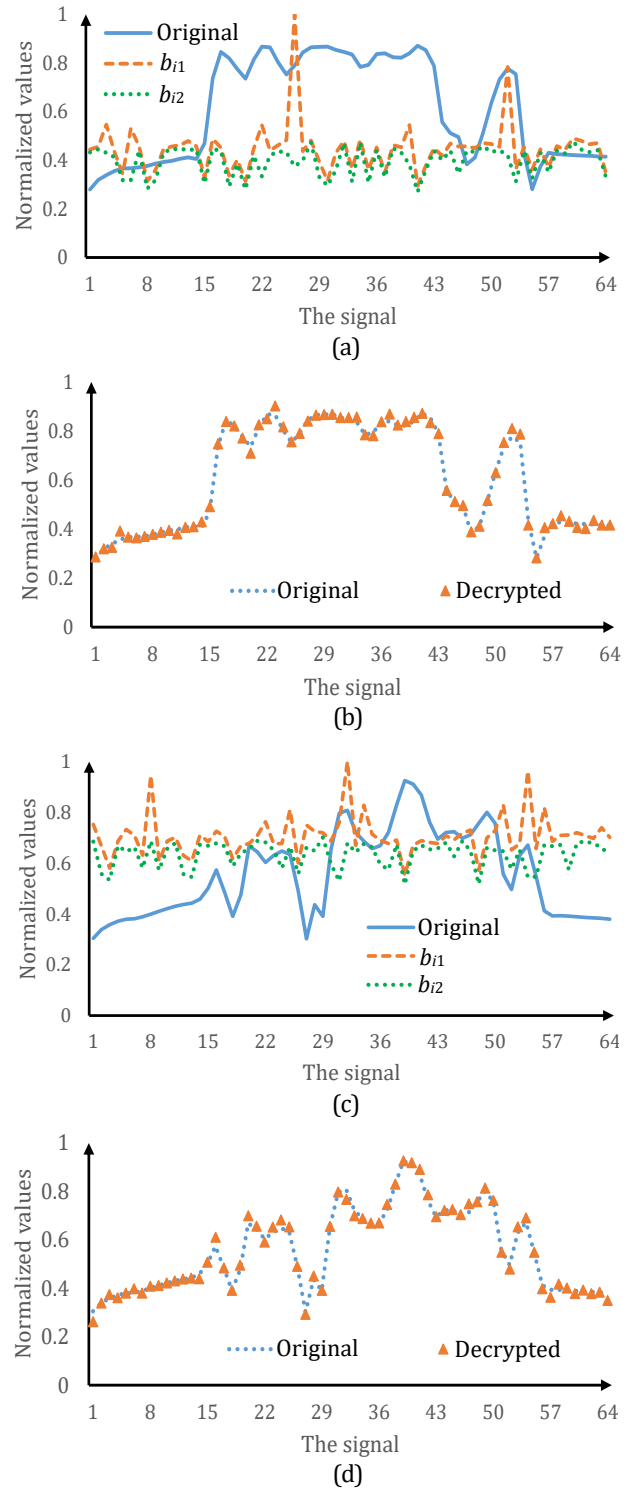 Normalized values
1
0.8
0.6
0.4
0.2
0
Original
bi1
bi2
1 8 15 22 29 36 43 50 57 64
The signal
(a)
Normalized values
1
0.8
0.6
0.4
0.2
0
Original Decrypted
1 8 15 22 29 36 43 50 57 64
The signal
(b)
Normalized values
1
0.8
0.6
0.4
0.2
0
Original
bi1
bi2
1 8 15 22 29 36 43 50 57 64
The signal
(c)
Normalized values
1
0.8
0.6
0.4
0.2
0
Original Decrypted
1 8 15 22 29 36 43 50 57 64
The signal
(d)